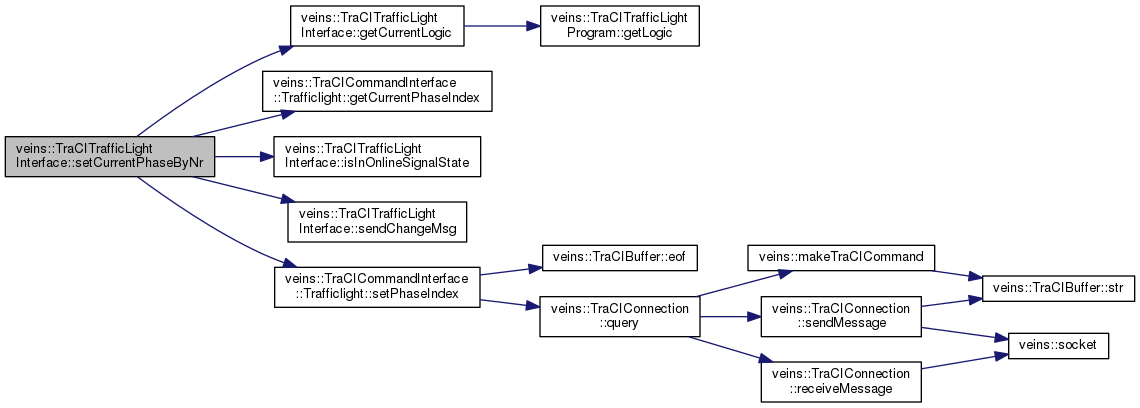 veins::TraCITrafficLight
Interface::setCurrentPhaseByNr
veins::TraCITrafficLight
Interface::getCurrentLogic
veins::TraCITrafficLight
Program::getLogic
veins::TraCICommandInterface
::Trafficlight::getCurrentPhaseIndex
veins::TraCITrafficLight
Interface::isInOnlineSignalState
veins::TraCITrafficLight
Interface::sendChangeMsg
veins::TraCICommandInterface
::Trafficlight::setPhaseIndex
veins::TraCIBuffer::eof
veins::TraCIConnection
::query
veins::makeTraCICommand
veins::TraCIConnection
::sendMessage
veins::TraCIConnection
::receiveMessage
veins::TraCIBuffer::str
veins::socket